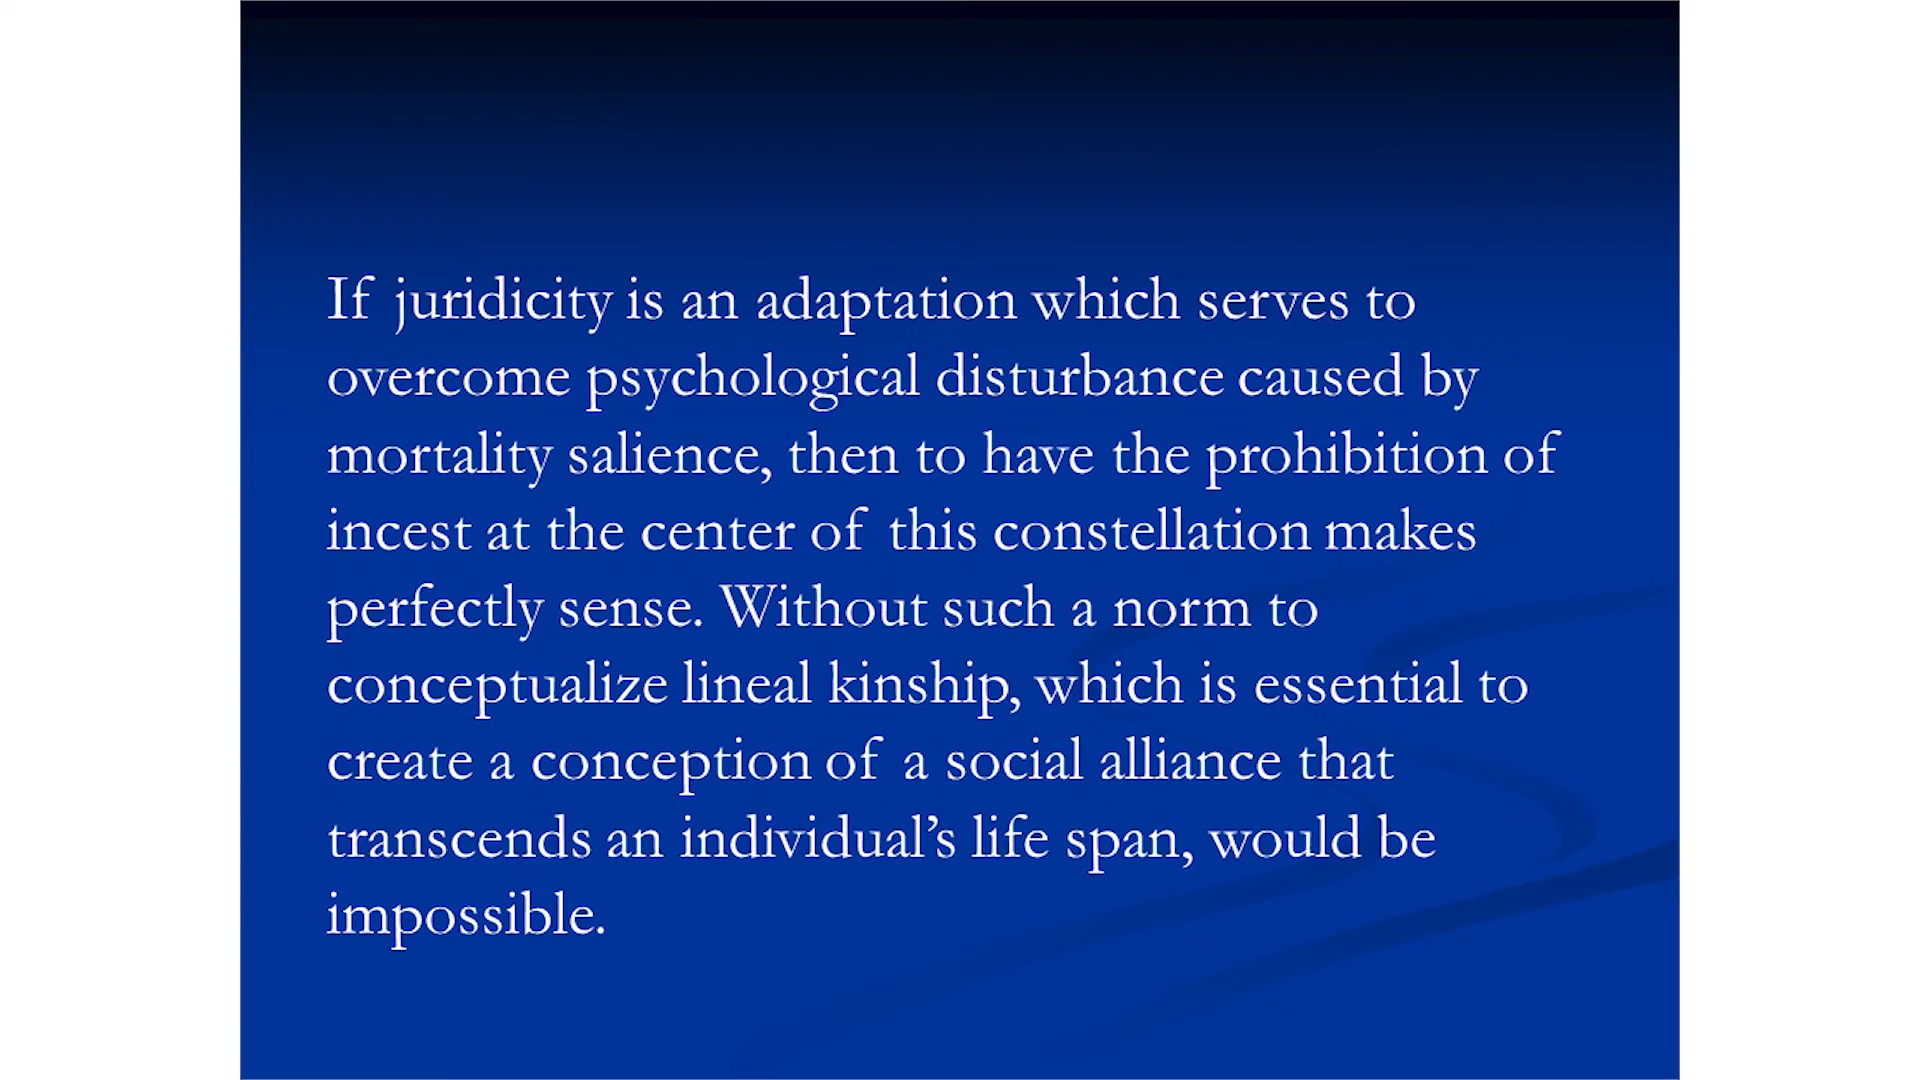 If juridicity is an adaptation which serves to
overcome psychological disturbance caused by
mortality salience, then to have the prohibition of
incest at the center of this constellation makes
perfectly sense. Without such a norm to
conceptualize lineal kinship, which is essential to
create a conception of a social alliance that
transcends an individual’s life span, would be
impossible.